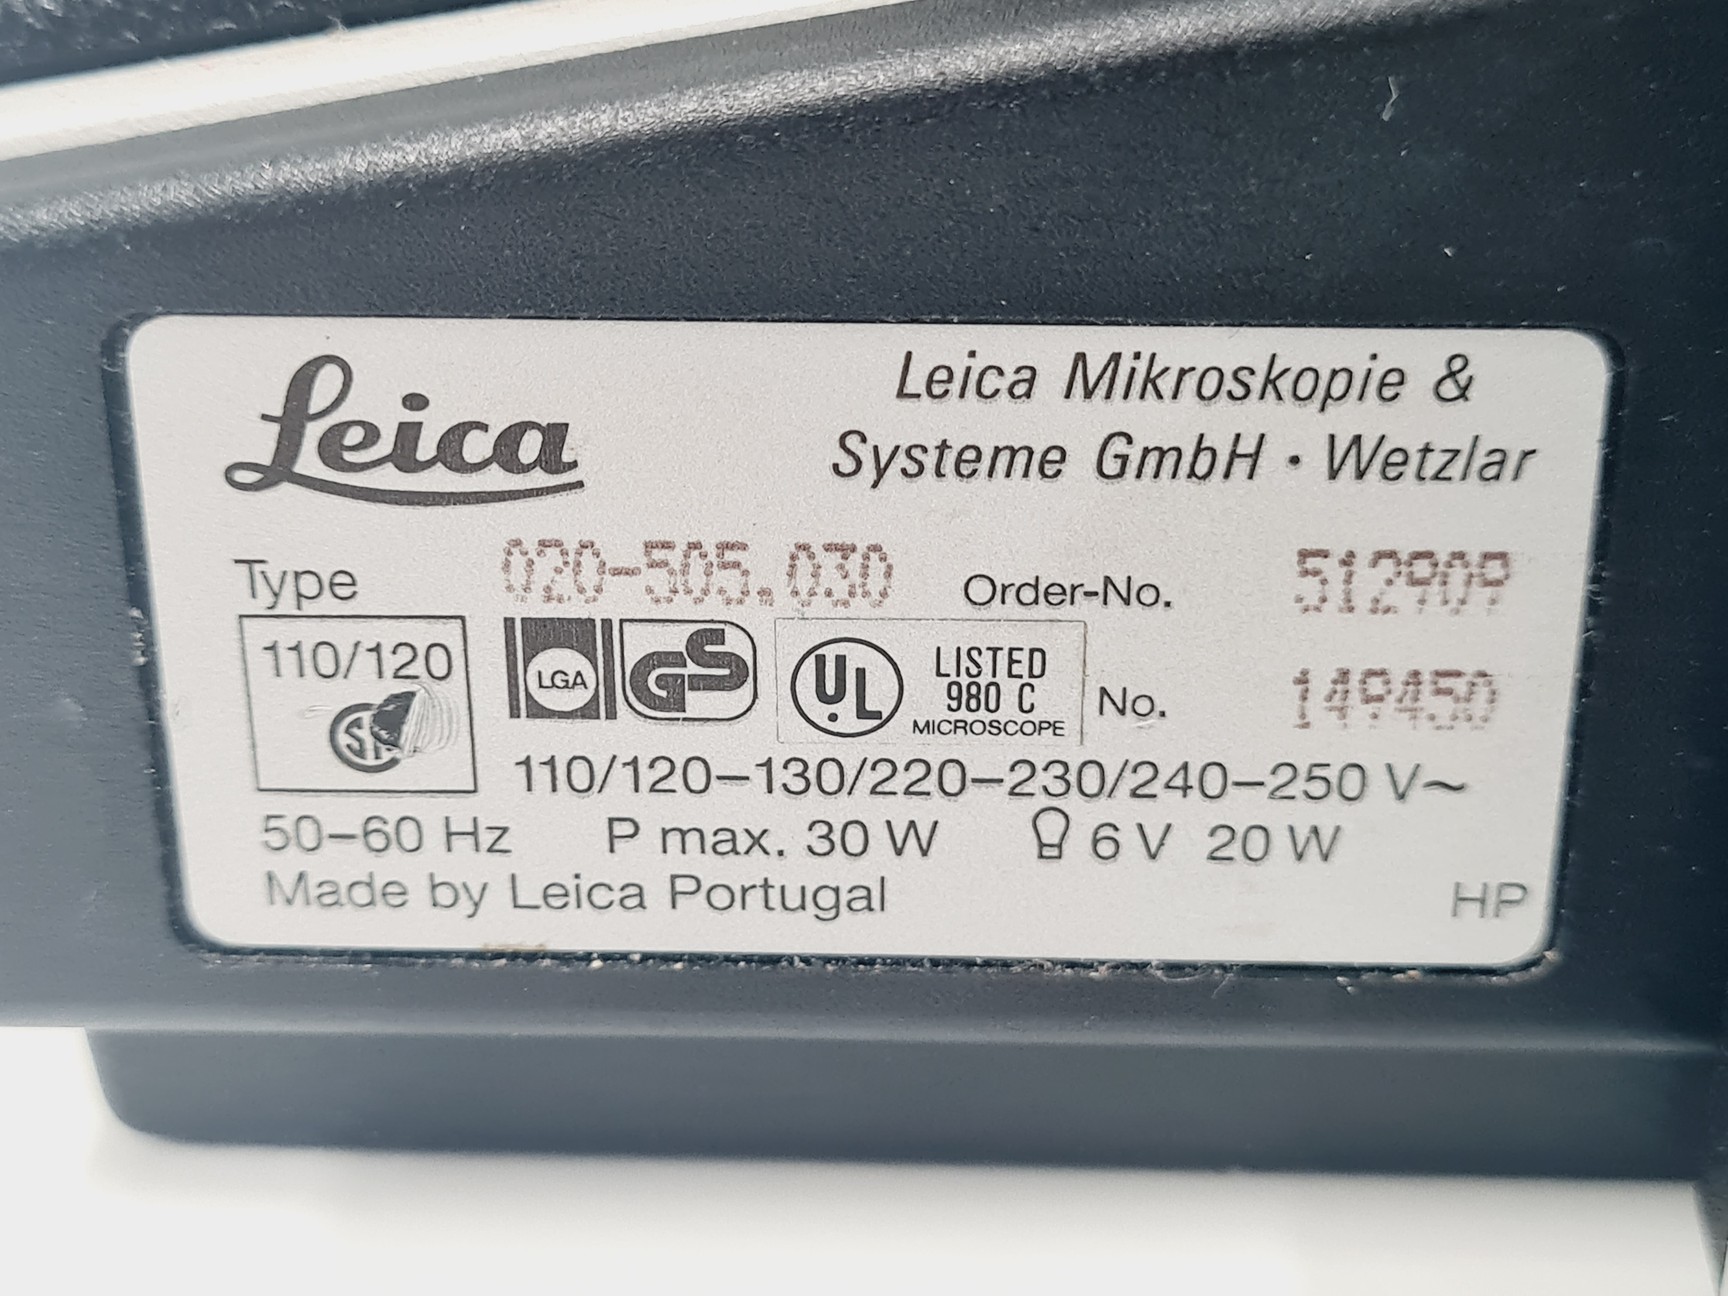 Leica
Leica Mikroskopie &
Systeme GmbH · Wetzlar
Type 020-505.030 Order-No. 512909
110/120
LGA
GS
UL
LISTED
980 C
MICROSCOPE
No. 149450
110/120–130/220–230/240–250 V~
50–60 Hz P max. 30 W 6 V 20 W
Made by Leica Portugal
HP